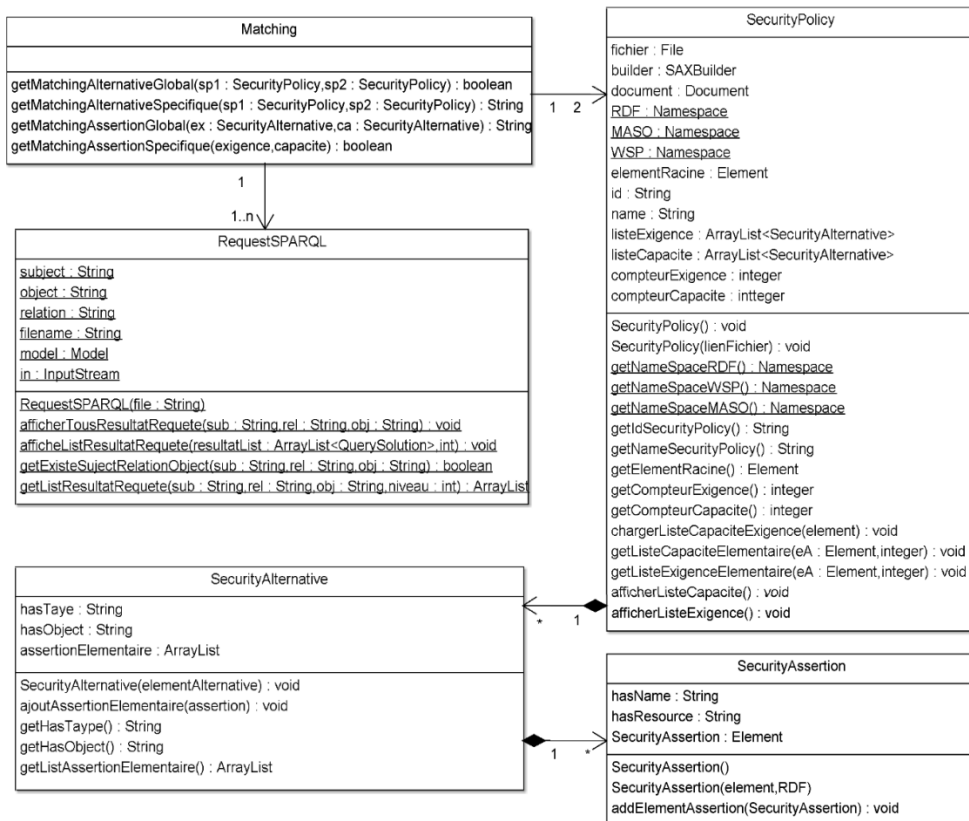 Matching
getMatchingAlternativeGlobal(sp1 : SecurityPolicy,sp2 : SecurityPolicy) : boolean
getMatchingAlternativeSpecifique(sp1 : SecurityPolicy,sp2 : SecurityPolicy) : String
getMatchingAssertionGlobal(ex : SecurityAlternative,ca : SecurityAlternative) : String
getMatchingAssertionSpecifique(exigence,capacite) : boolean
1 2
1
1..n
SecurityPolicy
fichier : File
builder : SAXBuilder
document : Document
RDF : Namespace
MASO : Namespace
WSP : Namespace
elementRacine : Element
id : String
name : String
listeExigence : ArrayList<SecurityAlternative>
listeCapacite : ArrayList<SecurityAlternative>
compteurExigence : integer
compteurCapacite : intteger
SecurityPolicy() : void
SecurityPolicy(lienFichier) : void
getNameSpaceRDF() : Namespace
getNameSpaceWSP() : Namespace
getNameSpaceMASO() : Namespace
getIdSecurityPolicy() : String
getNameSecurityPolicy() : String
getElementRacine() : Element
getCompteurExigence() : integer
getCompteurCapacite() : integer
chargerListeCapaciteExigence(element) : void
getListeCapaciteElementaire(eA : Element,integer) : void
getListeExigenceElementaire(eA : Element,integer) : void
afficherListeCapacite() : void
afficherListeExigence() : void
RequestSPARQL
subject : String
object : String
relation : String
filename : String
model : Model
in : InputStream
RequestSPARQL(file : String)
afficherTousResultatRequete(sub : String,rel : String,obj : String) : void
afficheListResultatRequete(resultatList : ArrayList<QuerySolution>,int) : void
getExisteSujectRelationObject(sub : String,rel : String,obj : String) : boolean
getListResultatRequete(sub : String,rel : String,obj : String,niveau : int) : ArrayList
SecurityAlternative
hasTaye : String
hasObject : String
assertionElementaire : ArrayList
SecurityAlternative(elementAlternative) : void
ajoutAssertionElementaire(assertion) : void
getHasTaype() : String
getHasObject() : String
getListAssertionElementaire() : ArrayList
* 1
1 *
SecurityAssertion
hasName : String
hasResource : String
SecurityAssertion : Element
SecurityAssertion()
SecurityAssertion(element,RDF)
addElementAssertion(SecurityAssertion) : void